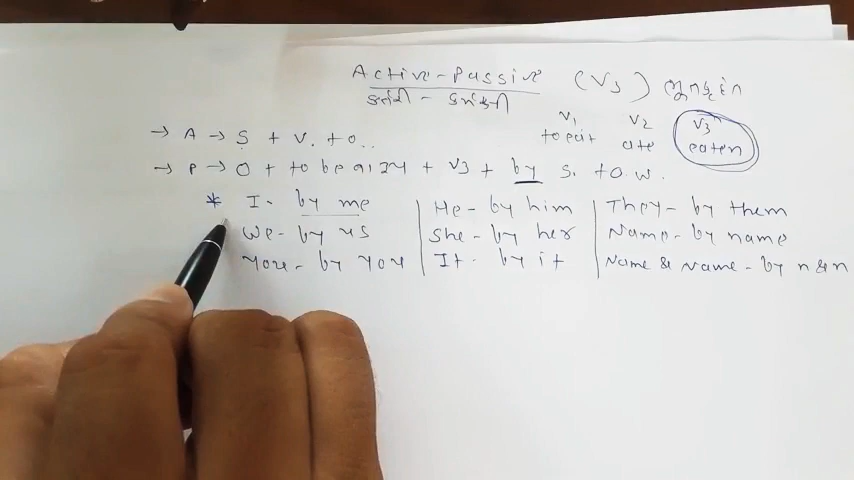 Active-Passive (V3) ભૂતકૃદંત
કર્તરી - કર્મણી
V1 V2 V3
to eat ate eaten
→ A → S + V. + O..
→ P → O + to be નું રૂપ + V3 + by S. + O.W.
* I - by me He - by him They - by them
We - by us She - by her Name - by name
You - by you It - by it Name & Name - by n & n